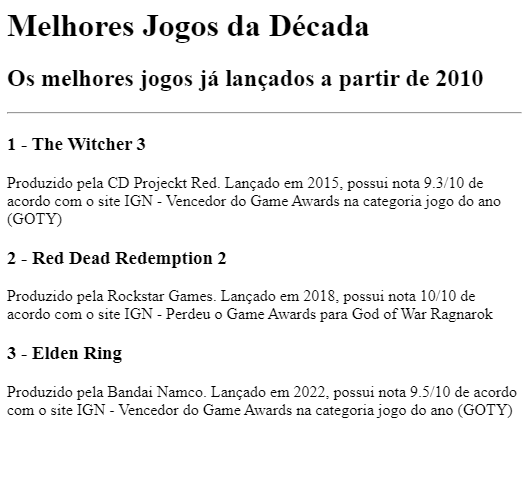 Melhores Jogos da Década
Os melhores jogos já lançados a partir de 2010
1 - The Witcher 3
Produzido pela CD Projeckt Red. Lançado em 2015, possui nota 9.3/10 de
acordo com o site IGN - Vencedor do Game Awards na categoria jogo do ano
(GOTY)
2 - Red Dead Redemption 2
Produzido pela Rockstar Games. Lançado em 2018, possui nota 10/10 de
acordo com o site IGN - Perdeu o Game Awards para God of War Ragnarok
3 - Elden Ring
Produzido pela Bandai Namco. Lançado em 2022, possui nota 9.5/10 de acordo
com o site IGN - Vencedor do Game Awards na categoria jogo do ano (GOTY)